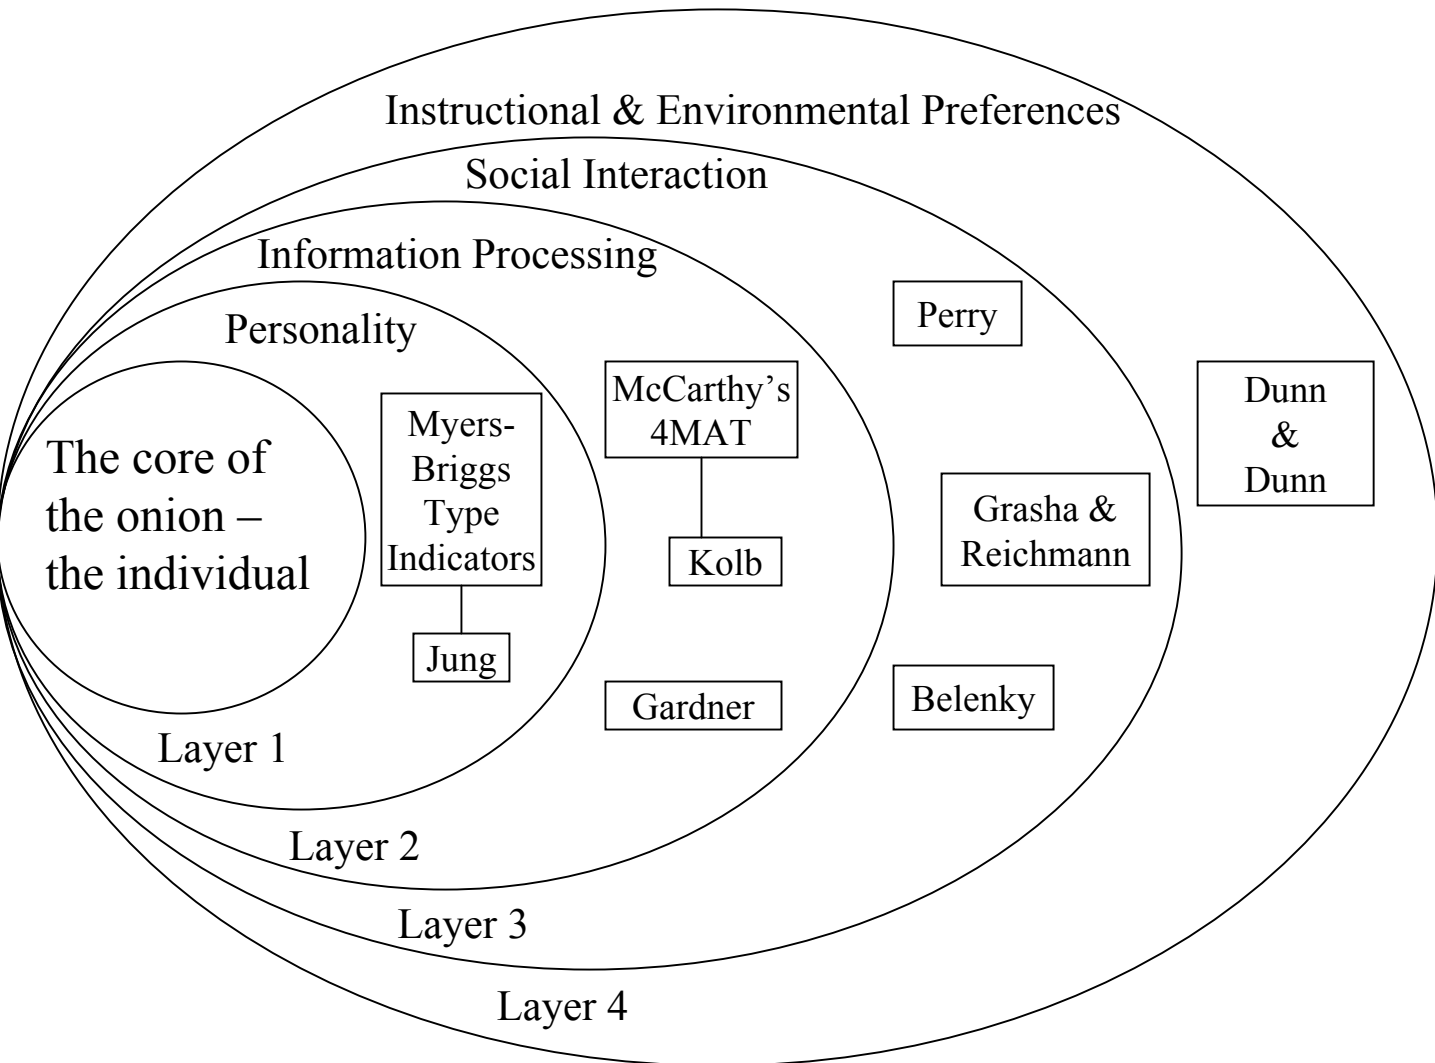 Instructional & Environmental Preferences
Social Interaction
Information Processing
Personality
The core of
the onion –
the individual
Myers-
Briggs
Type
Indicators
Jung
McCarthy's
4MAT
Kolb
Gardner
Perry
Grasha &
Reichmann
Belenky
Dunn
&
Dunn
Layer 1
Layer 2
Layer 3
Layer 4